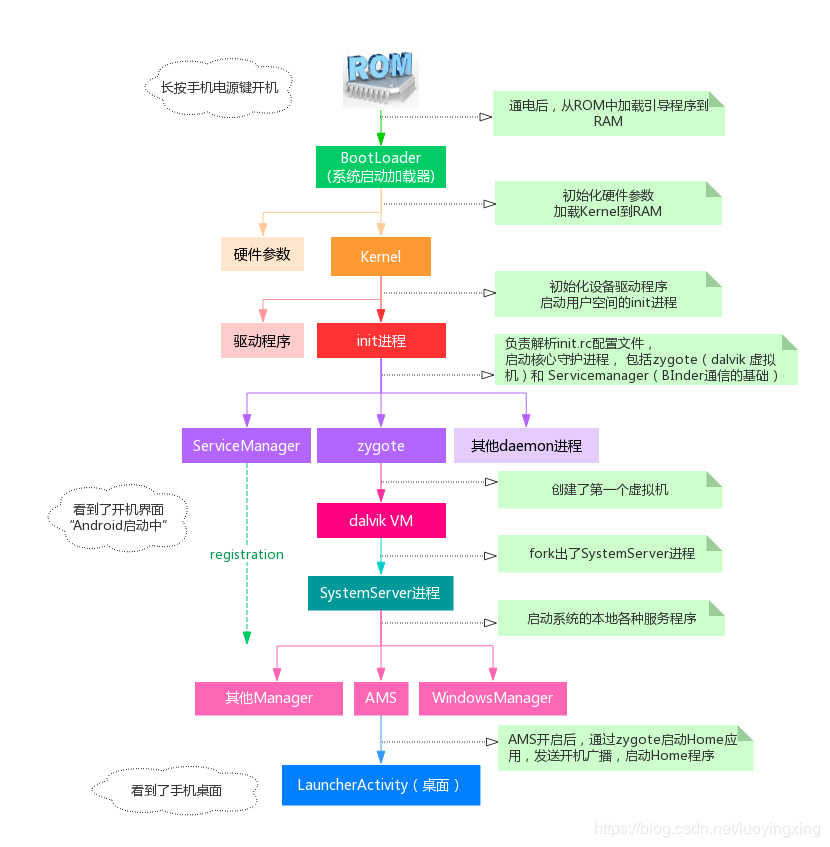 ROM
长按手机电源键开机
通电后，从ROM中加载引导程序到
RAM
BootLoader
(系统启动加载器)
初始化硬件参数
加载Kernel到RAM
硬件参数
Kernel
初始化设备驱动程序
启动用户空间的init进程
驱动程序
init进程
负责解析init.rc配置文件，
启动核心守护进程， 包括zygote（dalvik 虚拟
机）和 Servicemanager（BInder通信的基础）
ServiceManager
zygote
其他daemon进程
创建了第一个虚拟机
看到了开机界面
“Android启动中”
dalvik VM
registration
fork出了SystemServer进程
SystemServer进程
启动系统的本地各种服务程序
其他Manager
AMS
WindowsManager
AMS开启后，通过zygote启动Home应
用，发送开机广播，启动Home程序
看到了手机桌面
LauncherActivity（桌面）
https://blog.csdn.net/luoyingxing